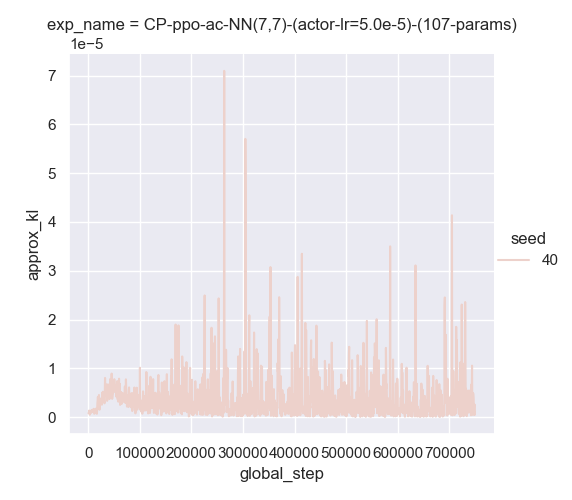 exp_name = CP-ppo-ac-NN(7,7)-(actor-lr=5.0e-5)-(107-params)
1e−5
7
6
5
4
3
2
1
0
approx_kl
seed
40
0 100000 200000 300000 400000 500000 600000 700000
global_step